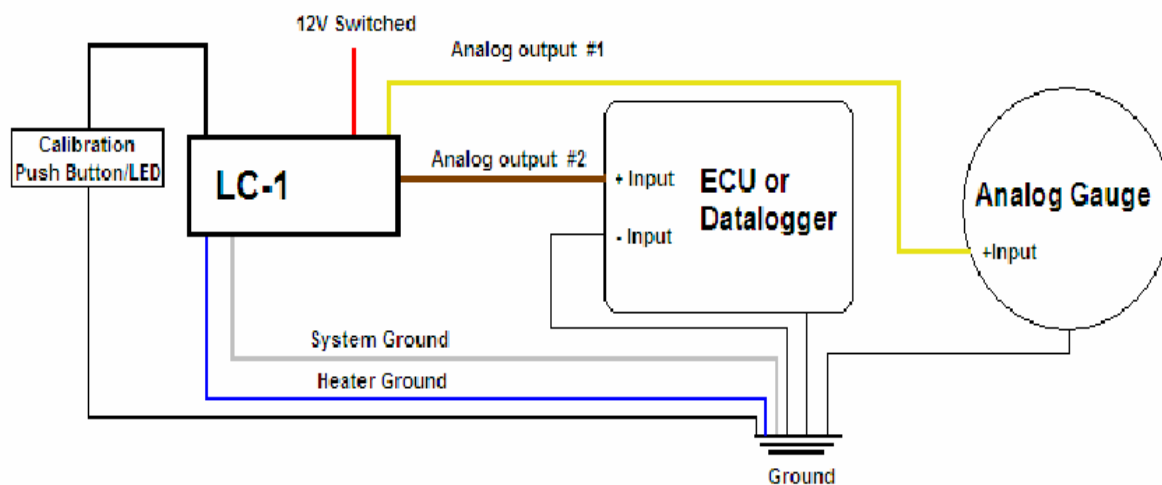 12V Switched
Analog output #1
Calibration
Push Button/LED
LC-1
Analog output #2
+ Input
- Input
ECU or
Datalogger
Analog Gauge
+Input
System Ground
Heater Ground
Ground